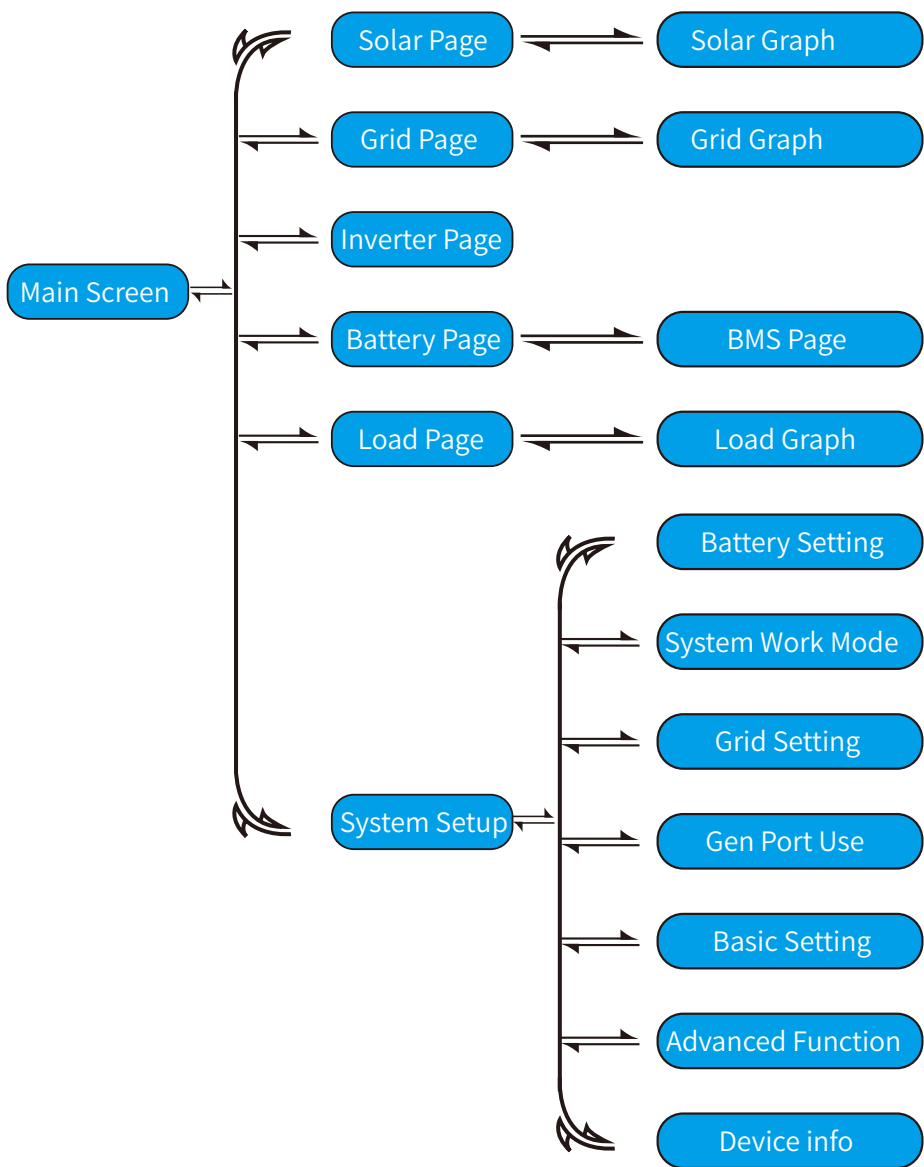 Solar Page
Solar Graph
Grid Page
Grid Graph
Inverter Page
Main Screen
Battery Page
BMS Page
Load Page
Load Graph
Battery Setting
System Work Mode
Grid Setting
System Setup
Gen Port Use
Basic Setting
Advanced Function
Device info